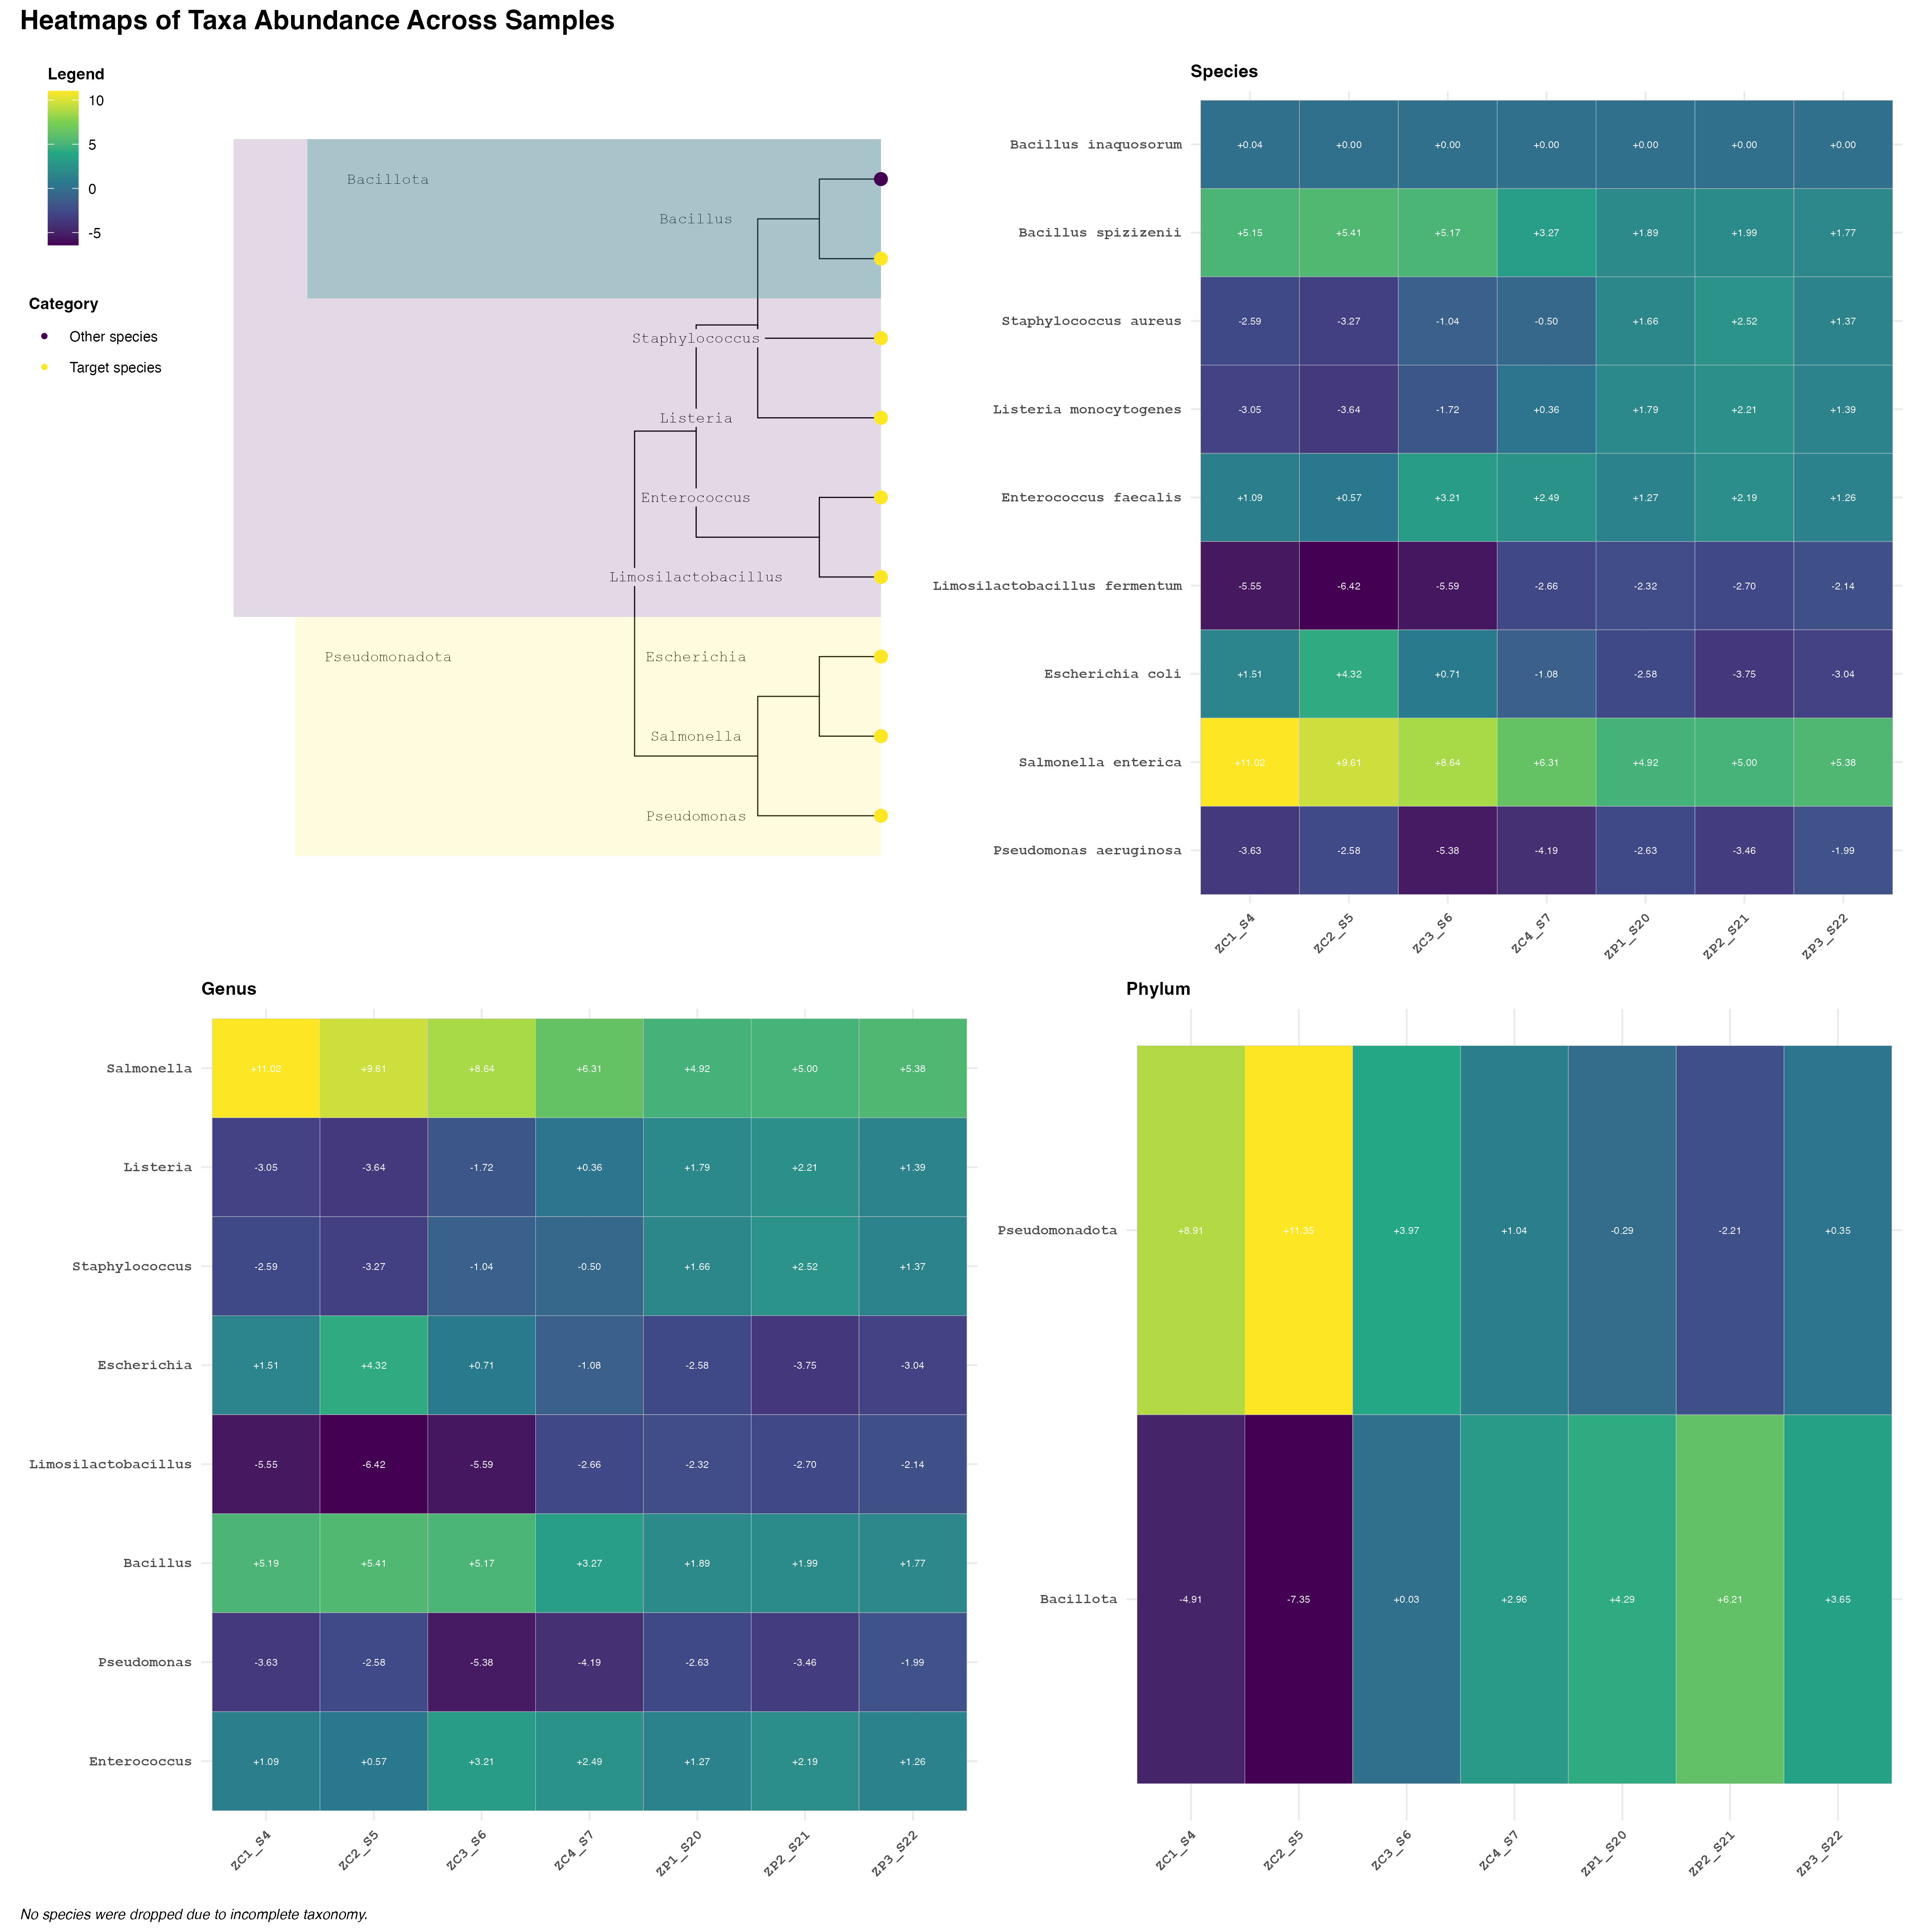 Heatmaps of Taxa Abundance Across Samples
Legend
10
5
0
-5
Category
Other species
Target species
Bacillota
Bacillus
Staphylococcus
Listeria
Enterococcus
Limosilactobacillus
Pseudomonadota
Escherichia
Salmonella
Pseudomonas
Species
Bacillus inaquosorum +0.04 +0.00 +0.00 +0.00 +0.00 +0.00 +0.00
Bacillus spizizenii +5.15 +5.41 +5.17 +3.27 +1.89 +1.99 +1.77
Staphylococcus aureus -2.59 -3.27 -1.04 -0.50 +1.66 +2.52 +1.37
Listeria monocytogenes -3.05 -3.64 -1.72 +0.36 +1.79 +2.21 +1.39
Enterococcus faecalis +1.09 +0.57 +3.21 +2.49 +1.27 +2.19 +1.26
Limosilactobacillus fermentum -5.55 -6.42 -5.59 -2.66 -2.32 -2.70 -2.14
Escherichia coli +1.51 +4.32 +0.71 -1.08 -2.58 -3.75 -3.04
Salmonella enterica +11.02 +9.61 +8.64 +6.31 +4.92 +5.00 +5.38
Pseudomonas aeruginosa -3.63 -2.58 -5.38 -4.19 -2.63 -3.46 -1.99
ZC1_S4 ZC2_S5 ZC3_S6 ZC4_S7 ZP1_S20 ZP2_S21 ZP3_S22
Genus
Salmonella +11.02 +9.61 +8.64 +6.31 +4.92 +5.00 +5.38
Listeria -3.05 -3.64 -1.72 +0.36 +1.79 +2.21 +1.39
Staphylococcus -2.59 -3.27 -1.04 -0.50 +1.66 +2.52 +1.37
Escherichia +1.51 +4.32 +0.71 -1.08 -2.58 -3.75 -3.04
Limosilactobacillus -5.55 -6.42 -5.59 -2.66 -2.32 -2.70 -2.14
Bacillus +5.19 +5.41 +5.17 +3.27 +1.89 +1.99 +1.77
Pseudomonas -3.63 -2.58 -5.38 -4.19 -2.63 -3.46 -1.99
Enterococcus +1.09 +0.57 +3.21 +2.49 +1.27 +2.19 +1.26
ZC1_S4 ZC2_S5 ZC3_S6 ZC4_S7 ZP1_S20 ZP2_S21 ZP3_S22
Phylum
Pseudomonadota +8.91 +11.35 +3.97 +1.04 -0.29 -2.21 +0.35
Bacillota -4.91 -7.35 +0.03 +2.96 +4.29 +6.21 +3.65
ZC1_S4 ZC2_S5 ZC3_S6 ZC4_S7 ZP1_S20 ZP2_S21 ZP3_S22
No species were dropped due to incomplete taxonomy.